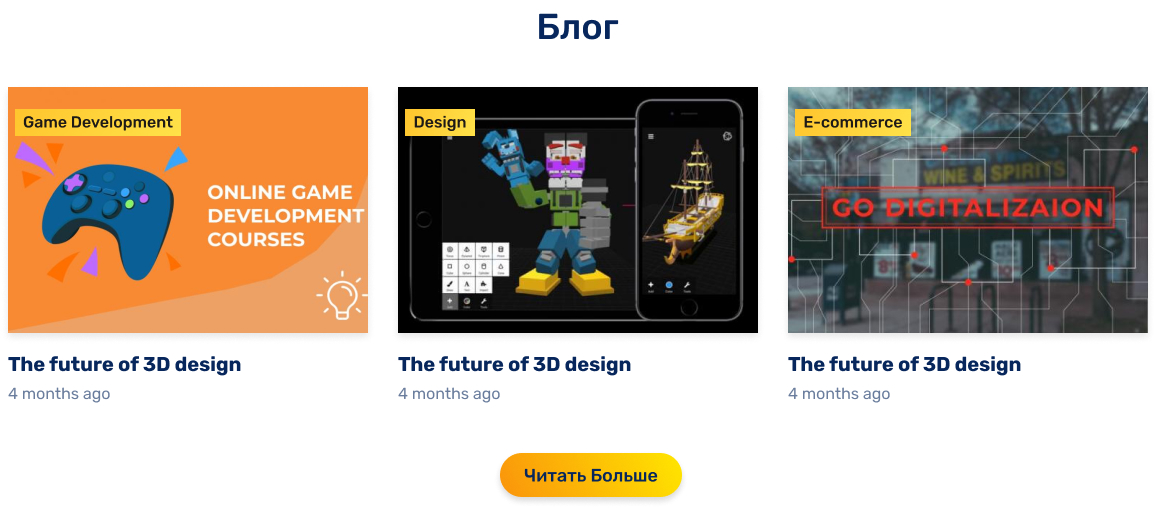 Блог
Game Development
ONLINE GAME
DEVELOPMENT
COURSES
Design
E-commerce
WINE & SPIRITS
GO DIGITALIZAION
The future of 3D design
4 months ago
The future of 3D design
4 months ago
The future of 3D design
4 months ago
Читать Больше